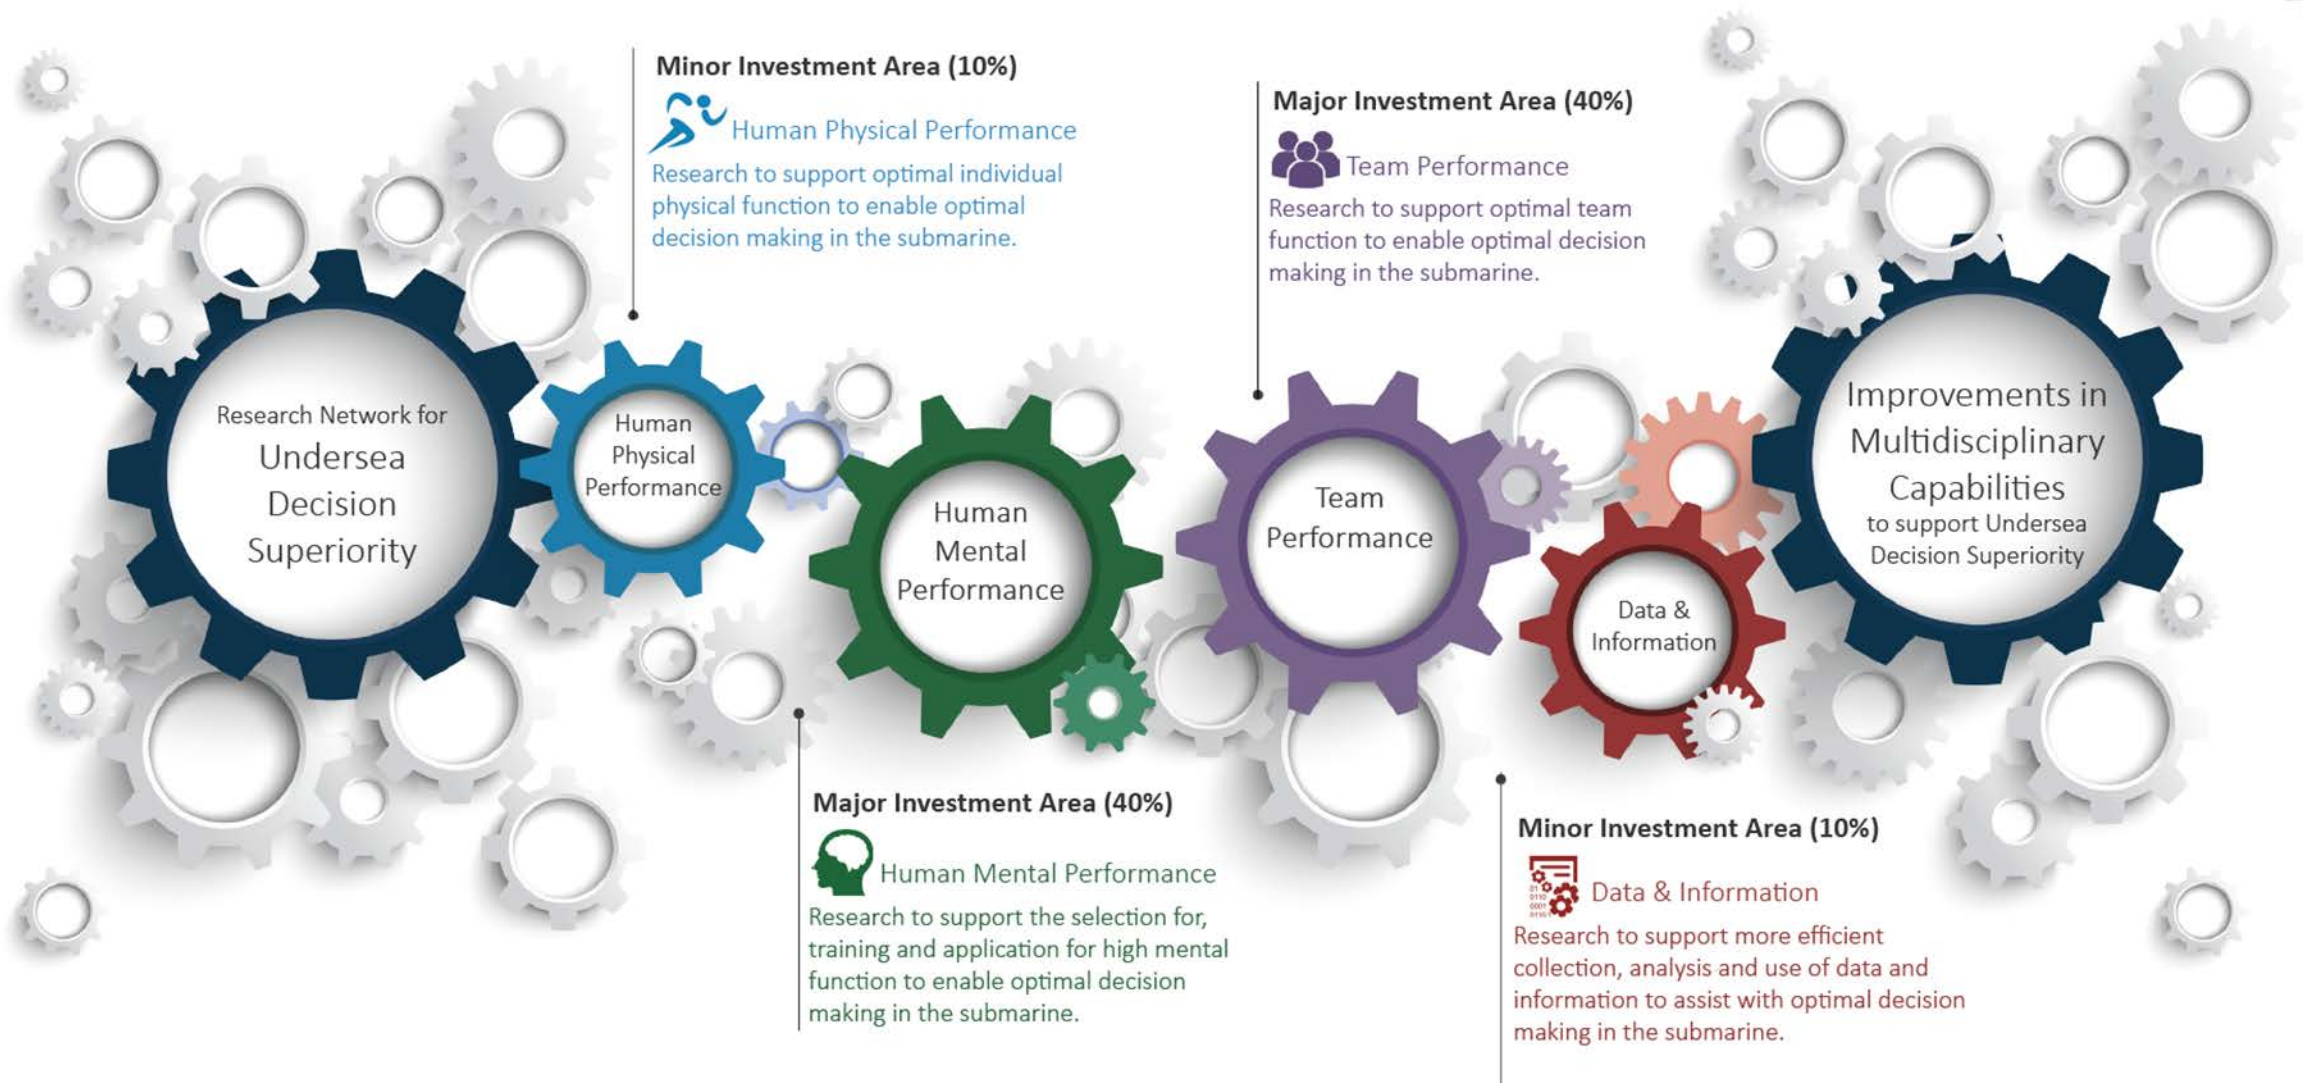 Minor Investment Area (10%)
Human Physical Performance
Research to support optimal individual
physical function to enable optimal
decision making in the submarine.
Major Investment Area (40%)
Team Performance
Research to support optimal team
function to enable optimal decision
making in the submarine.
Research Network for
Undersea
Decision
Superiority
Human
Physical
Performance
Human
Mental
Performance
Team
Performance
Data &
Information
Improvements in
Multidisciplinary
Capabilities
to support Undersea
Decision Superiority
Major Investment Area (40%)
Human Mental Performance
Research to support the selection for,
training and application for high mental
function to enable optimal decision
making in the submarine.
Minor Investment Area (10%)
Data & Information
Research to support more efficient
collection, analysis and use of data and
information to assist with optimal decision
making in the submarine.